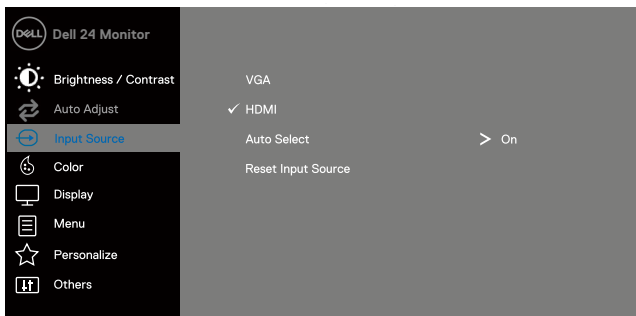 DELL Dell 24 Monitor
Brightness / Contrast
VGA
Auto Adjust
HDMI
Input Source
Auto Select
On
Color
Reset Input Source
Display
Menu
Personalize
Others